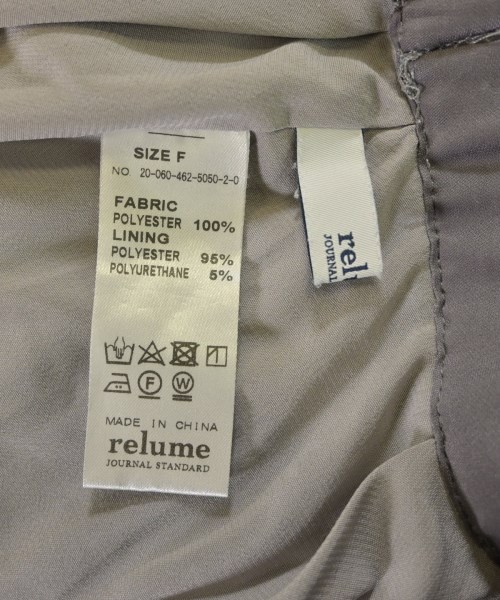 SIZE F
NO. 20-060-462-5050-2-0
FABRIC
POLYESTER 100%
LINING
POLYESTER 95%
POLYURETHANE 5%
F W
MADE IN CHINA
relume
JOURNAL STANDARD
relu
JOURNAL